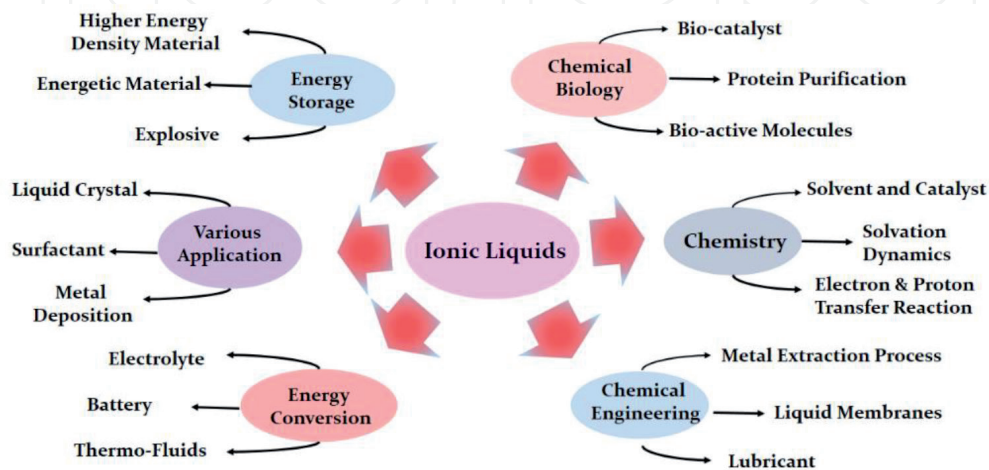 Higher Energy
Density Material
Energetic Material
Explosive
Energy
Storage
Bio-catalyst
Protein Purification
Bio-active Molecules
Chemical
Biology
Liquid Crystal
Surfactant
Metal
Deposition
Various
Application
Ionic Liquids
Chemistry
Solvent and Catalyst
Solvation
Dynamics
Electron & Proton
Transfer Reaction
Electrolyte
Battery
Thermo-Fluids
Energy
Conversion
Chemical
Engineering
Metal Extraction Process
Liquid Membranes
Lubricant